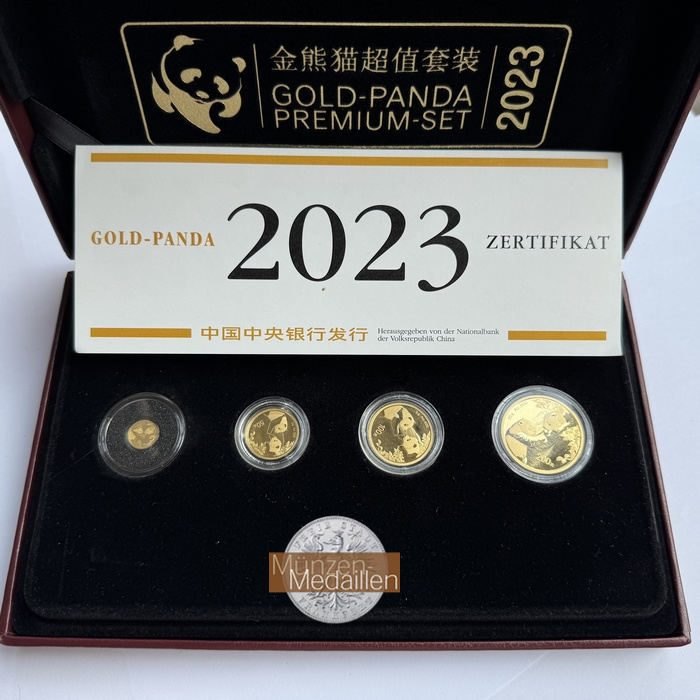 金熊猫超值套装
GOLD-PANDA
PREMIUM-SET
2023
GOLD-PANDA
2023
ZERTIFIKAT
中国中央银行发行
Herausgegeben von der Nationalbank
der Volksrepublik China
Münzen-
Medaillen